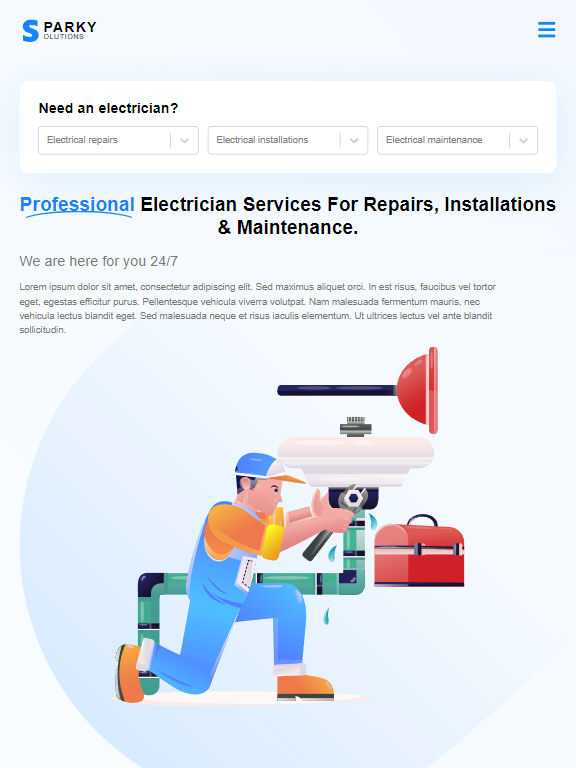 S PARKY
OLUTIONS
Need an electrician?
Electrical repairs Electrical installations Electrical maintenance
Professional Electrician Services For Repairs, Installations
& Maintenance.
We are here for you 24/7
Lorem ipsum dolor sit amet, consectetur adipiscing elit. Sed maximus aliquet orci. In est risus, faucibus vel tortor
eget, egestas efficitur purus. Pellentesque vehicula viverra volutpat. Nam malesuada fermentum mauris, nec
vehicula lectus blandit eget. Sed malesuada neque et risus iaculis elementum. Ut ultrices lectus vel ante blandit
sollicitudin.